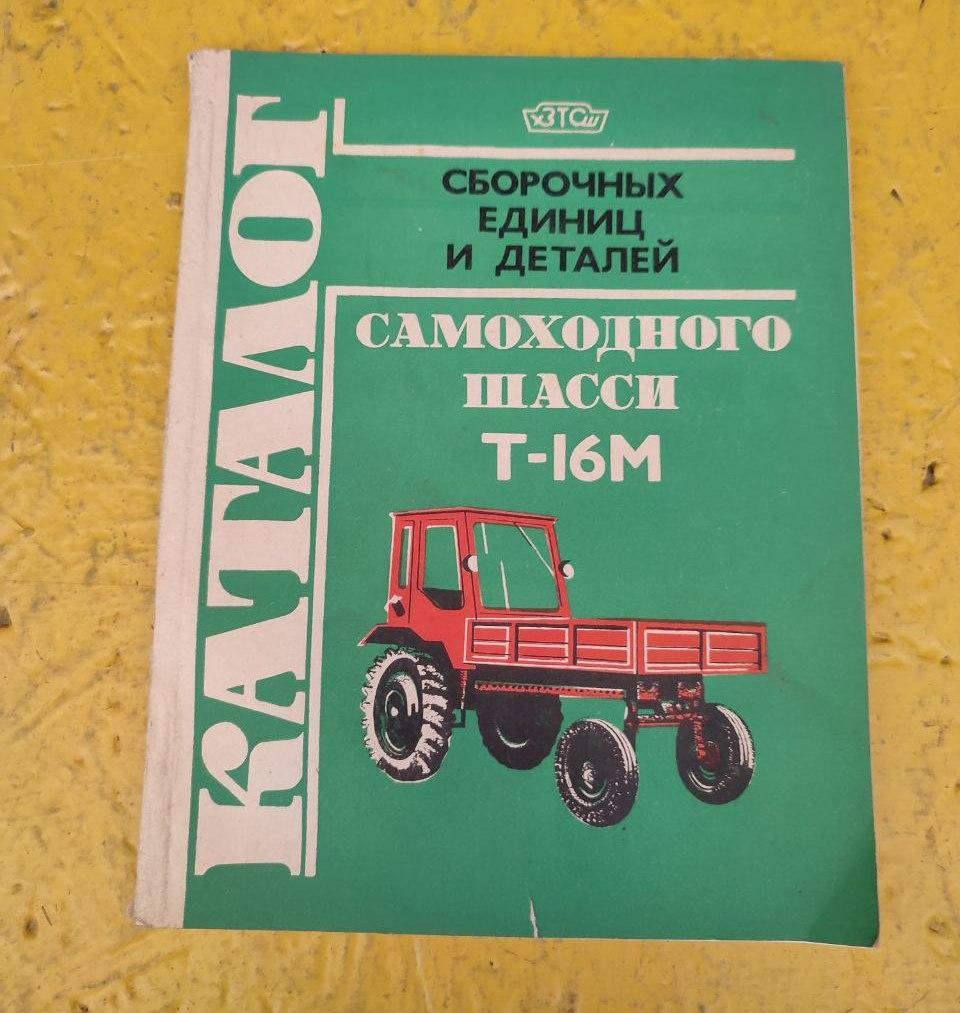 КАТАЛОГ
хЗТСш
СБОРОЧНЫХ
ЕДИНИЦ
И ДЕТАЛЕЙ
САМОХОДНОГО
ШАССИ
Т-16М